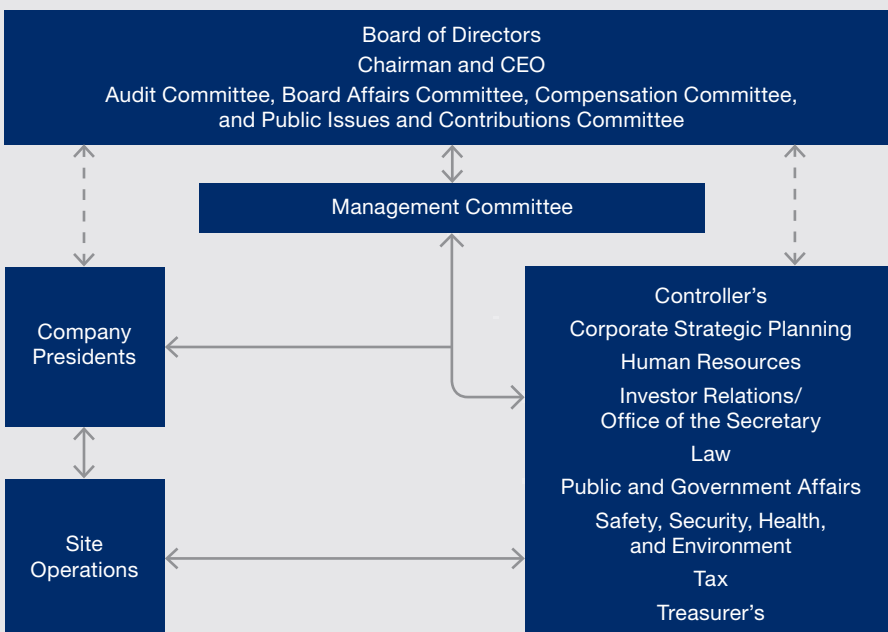 Board of Directors
Chairman and CEO
Audit Committee, Board Affairs Committee, Compensation Committee,
and Public Issues and Contributions Committee
Management Committee
Company
Presidents
Controller’s
Corporate Strategic Planning
Human Resources
Investor Relations/
Office of the Secretary
Law
Public and Government Affairs
Safety, Security, Health,
and Environment
Tax
Treasurer’s
Site
Operations